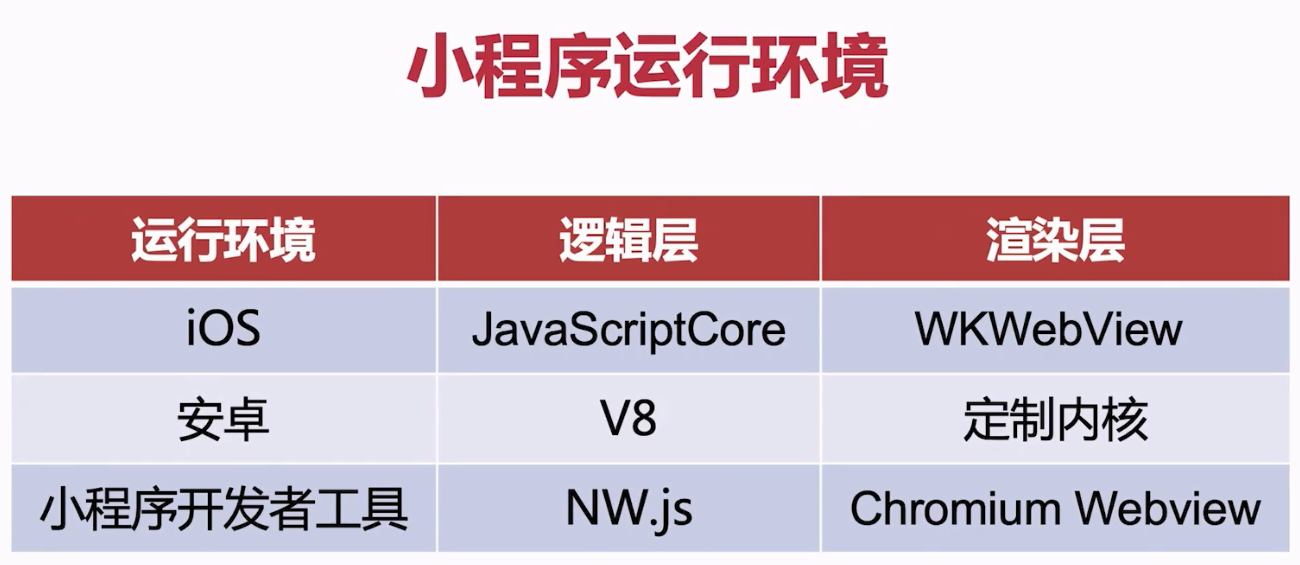 小程序运行环境
运行环境 逻辑层 渲染层
iOS JavaScriptCore WKWebView
安卓 V8 定制内核
小程序开发者工具 NW.js Chromium Webview